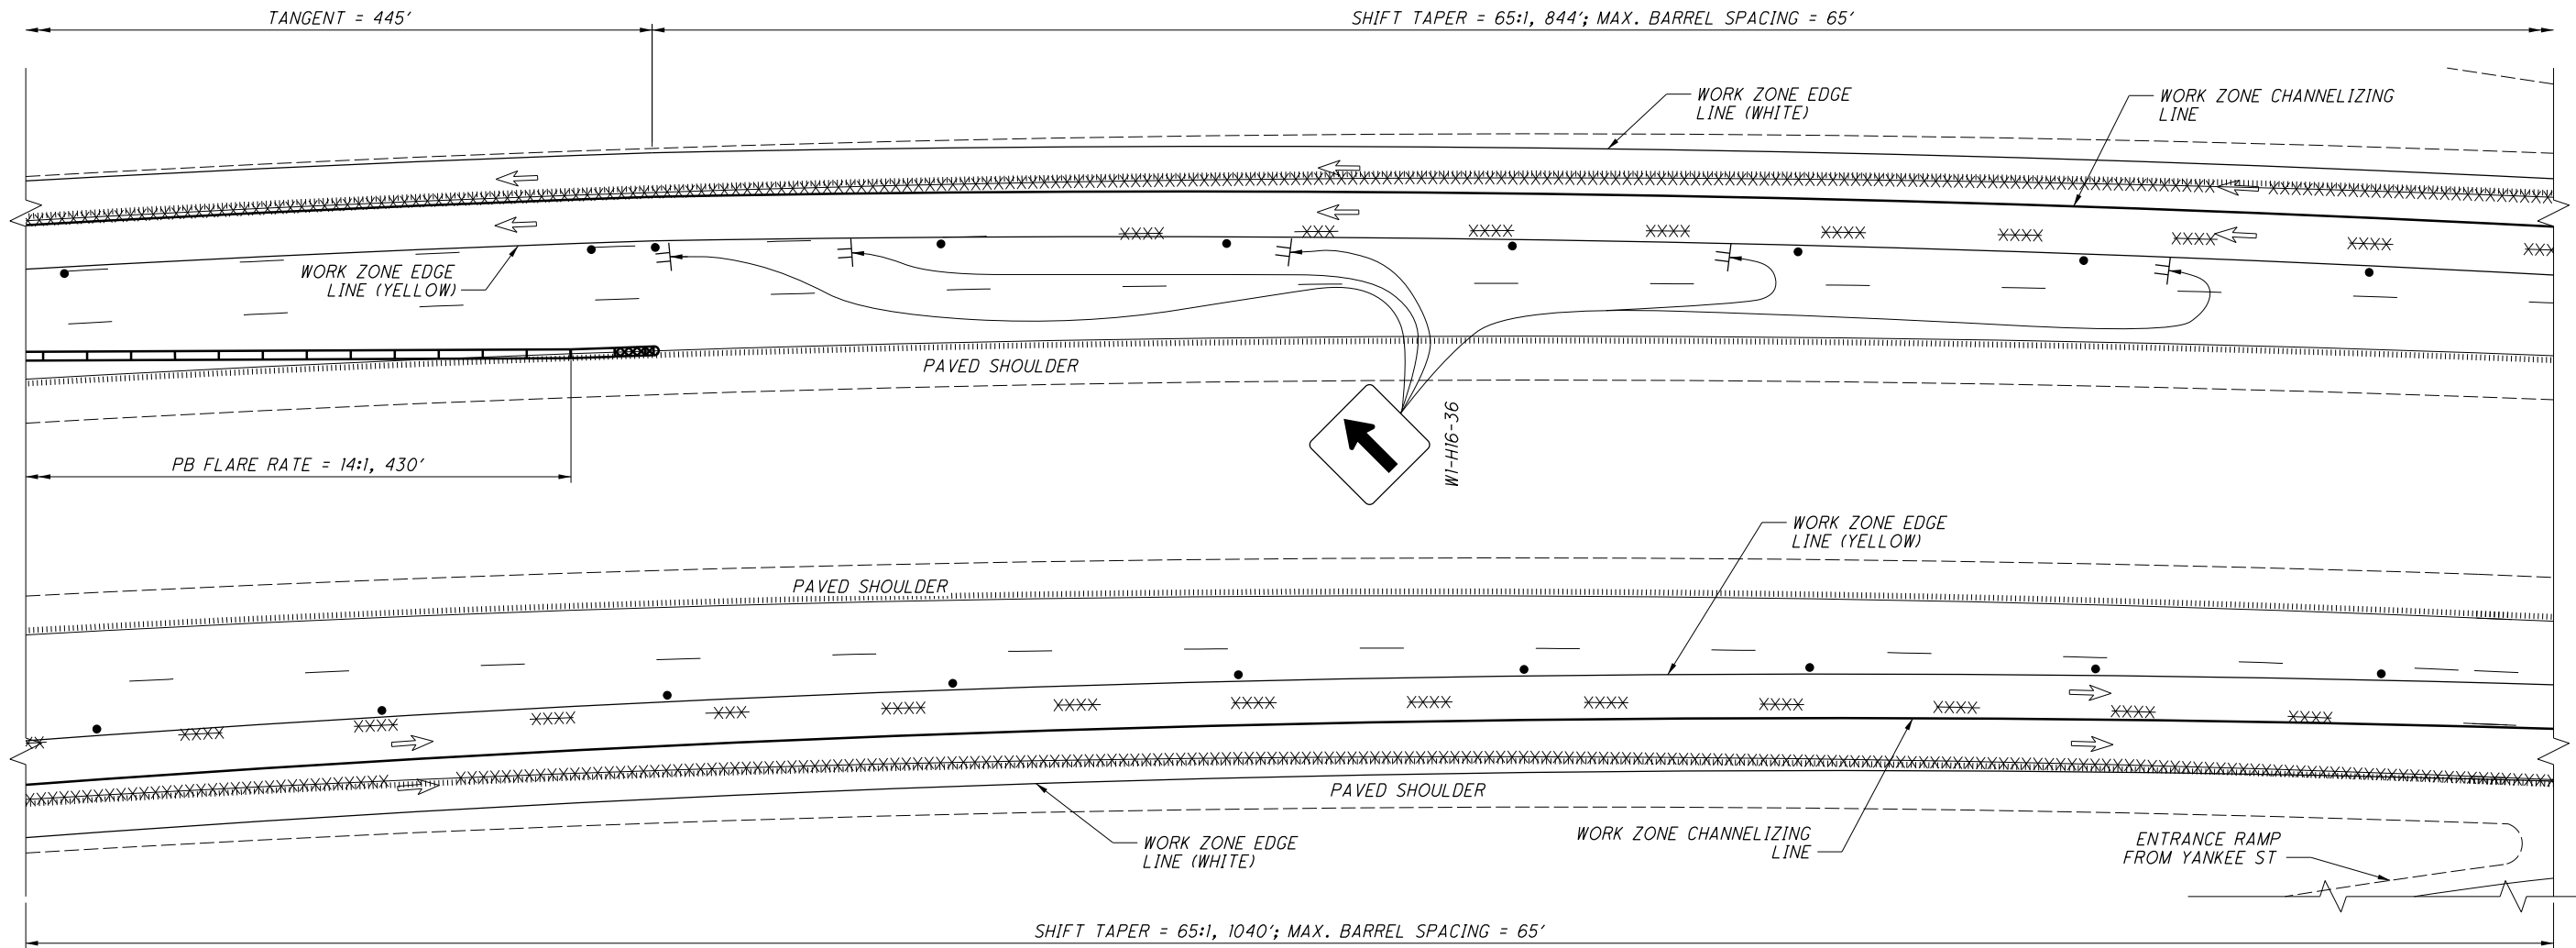 TANGENT = 445'
SHIFT TAPER = 65:1, 844'; MAX. BARREL SPACING = 65'
WORK ZONE EDGE
LINE (WHITE)
WORK ZONE CHANNELIZING
LINE
WORK ZONE EDGE
LINE (YELLOW)
PAVED SHOULDER
PB FLARE RATE = 14:1, 430'
W1-H16-36
WORK ZONE EDGE
LINE (YELLOW)
PAVED SHOULDER
PAVED SHOULDER
WORK ZONE EDGE
LINE (WHITE)
WORK ZONE CHANNELIZING
LINE
ENTRANCE RAMP
FROM YANKEE ST
SHIFT TAPER = 65:1, 1040'; MAX. BARREL SPACING = 65'